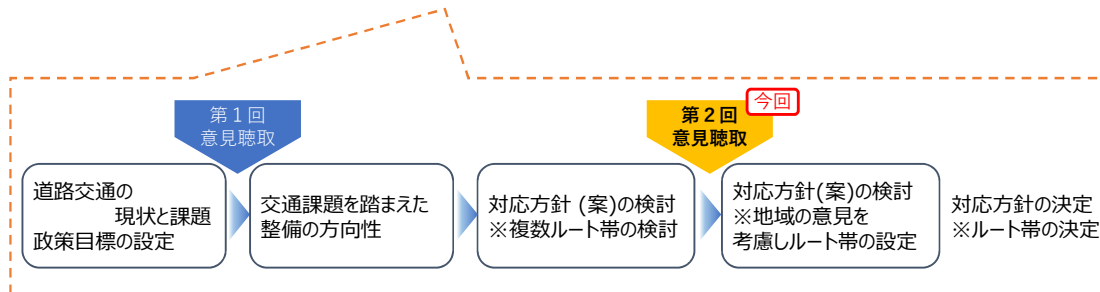 第１回
意見聴取
今回
第２回
意見聴取
道路交通の
現状と課題
政策目標の設定
交通課題を踏まえた
整備の方向性
対応方針 (案)の検討
※複数ルート帯の検討
対応方針(案)の検討
※地域の意見を
考慮しルート帯の設定
対応方針の決定
※ルート帯の決定